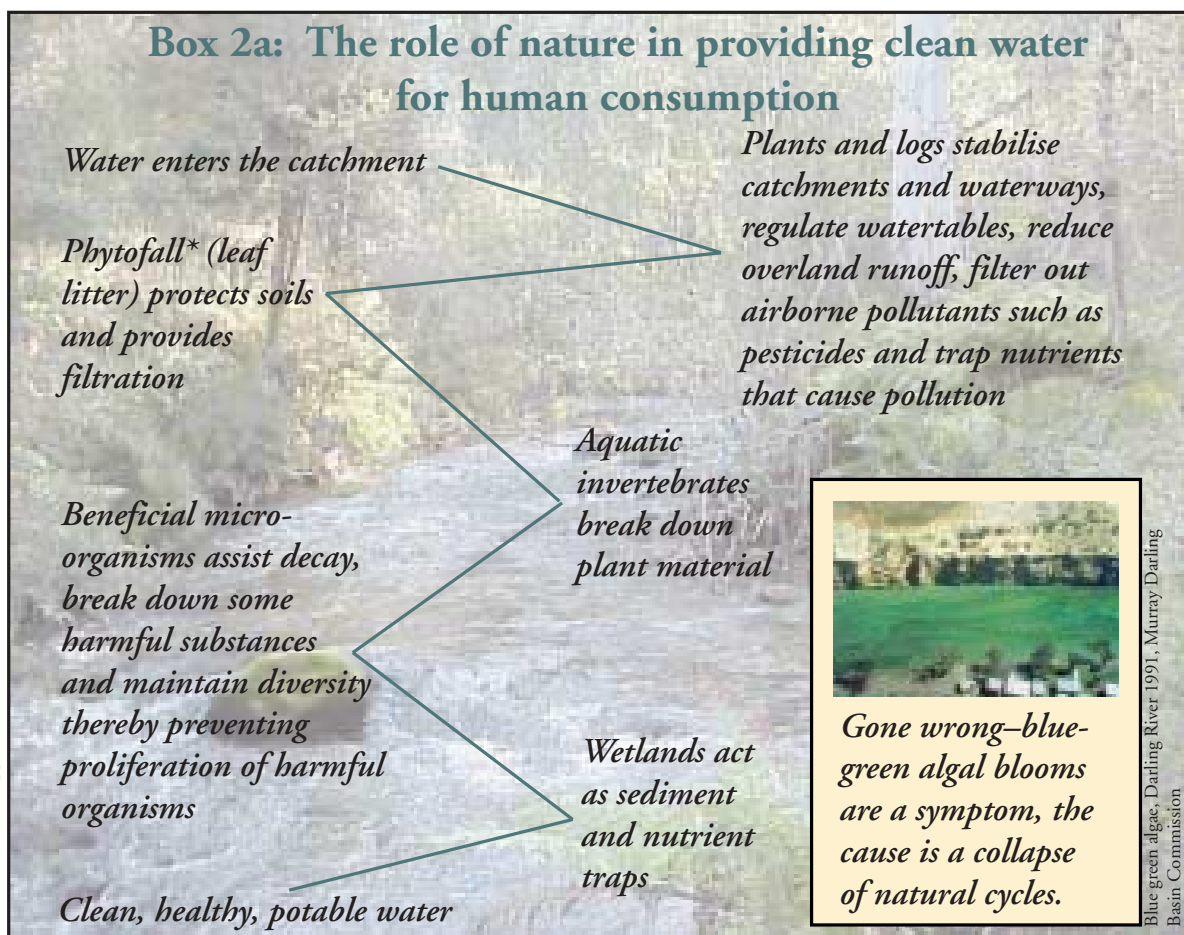 Box 2a: The role of nature in providing clean water
for human consumption
Water enters the catchment
Plants and logs stabilise
catchments and waterways,
regulate watertables, reduce
overland runoff, filter out
airborne pollutants such as
pesticides and trap nutrients
that cause pollution
Phytofall* (leaf
litter) protects soils
and provides
filtration
Aquatic
invertebrates
break down
plant material
Beneficial micro-
organisms assist decay,
break down some
harmful substances
and maintain diversity
thereby preventing
proliferation of harmful
organisms
Wetlands act
as sediment
and nutrient
traps
Clean, healthy, potable water
Gone wrong–blue-
green algal blooms
are a symptom, the
cause is a collapse
of natural cycles.
Blue green algae, Darling River 1991, Murray Darling
Basin Commission